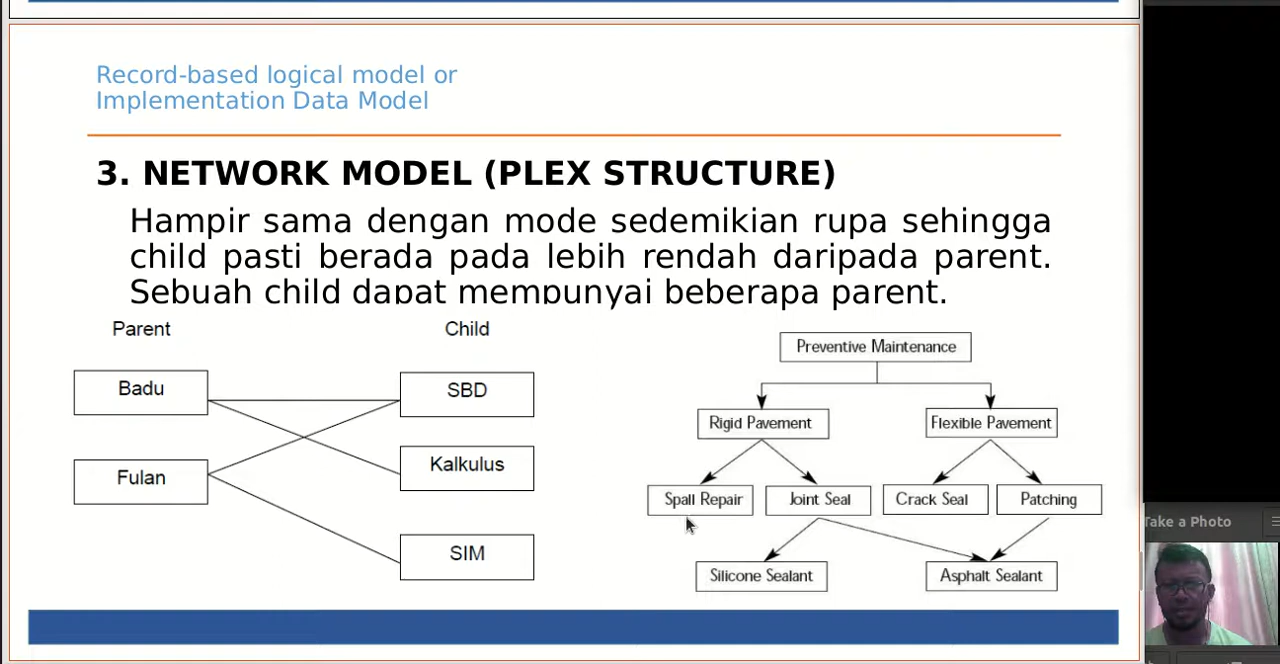 Record-based logical model or
Implementation Data Model
3. NETWORK MODEL (PLEX STRUCTURE)
Hampir sama dengan mode sedemikian rupa sehingga
child pasti berada pada lebih rendah daripada parent.
Sebuah child dapat mempunyai beberapa parent.
Parent
Child
Badu
SBD
Fulan
Kalkulus
SIM
Preventive Maintenance
Rigid Pavement
Flexible Pavement
Spall Repair
Joint Seal
Crack Seal
Patching
Silicone Sealant
Asphalt Sealant
Take a Photo